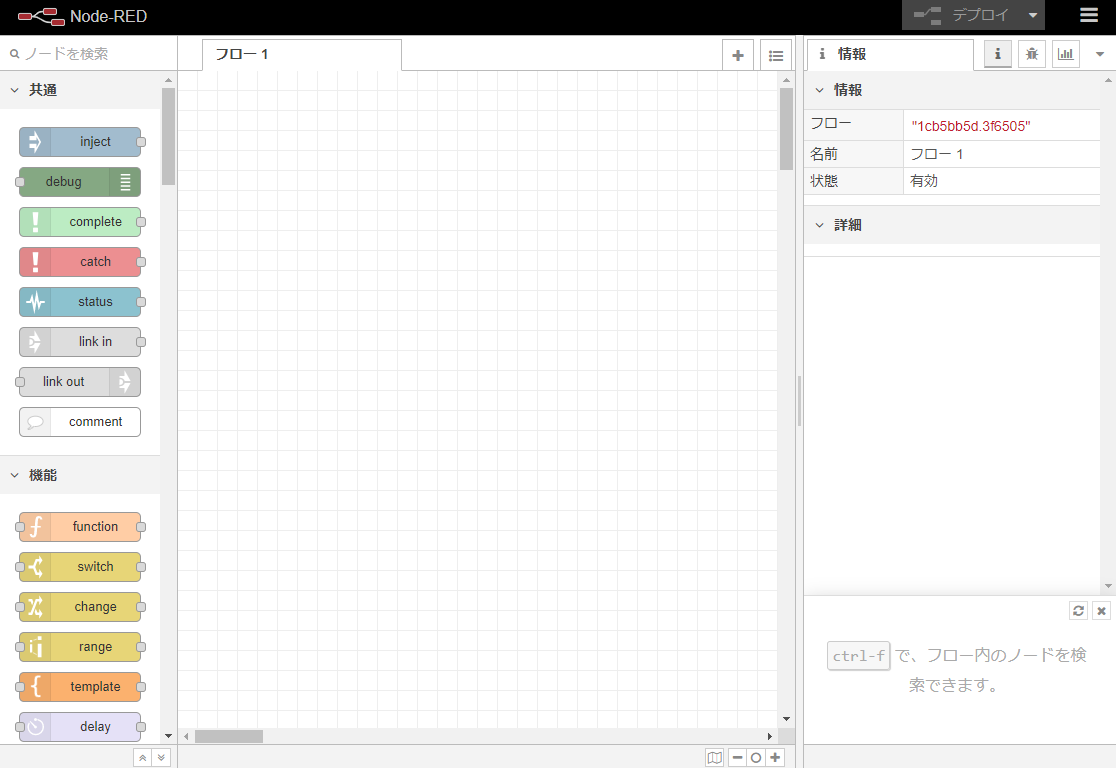 Node-RED
デプロイ
ノードを検索
フロー 1
情報
共通
inject
debug
complete
catch
status
link in
link out
comment
機能
function
switch
change
range
template
delay
情報
フロー "1cb5bb5d.3f6505"
名前 フロー 1
状態 有効
詳細
ctrl-f で、フロー内のノードを検
索できます。